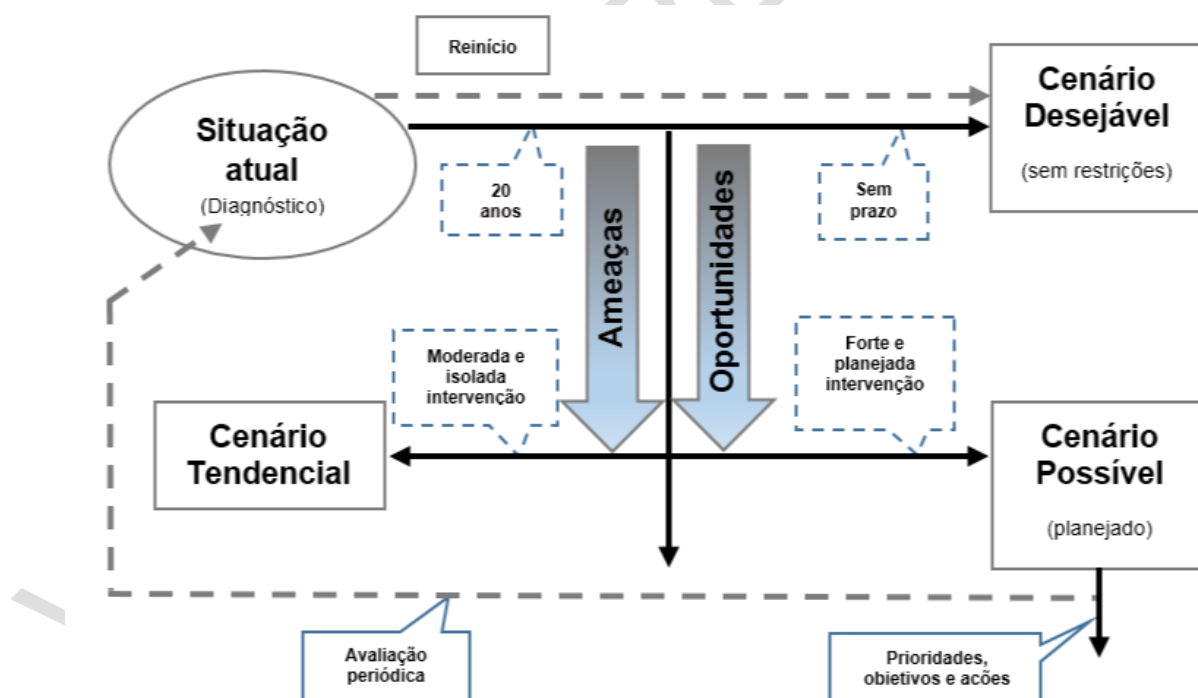 Reinício
Cenário
Desejável
(sem restrições)
Situação
atual
(Diagnóstico)
20
anos
Sem
prazo
Ameaças
Oportunidades
Moderada e
isolada
intervenção
Forte e
planejada
intervenção
Cenário
Tendencial
Cenário
Possível
(planejado)
Avaliação
periódica
Prioridades,
objetivos e acões